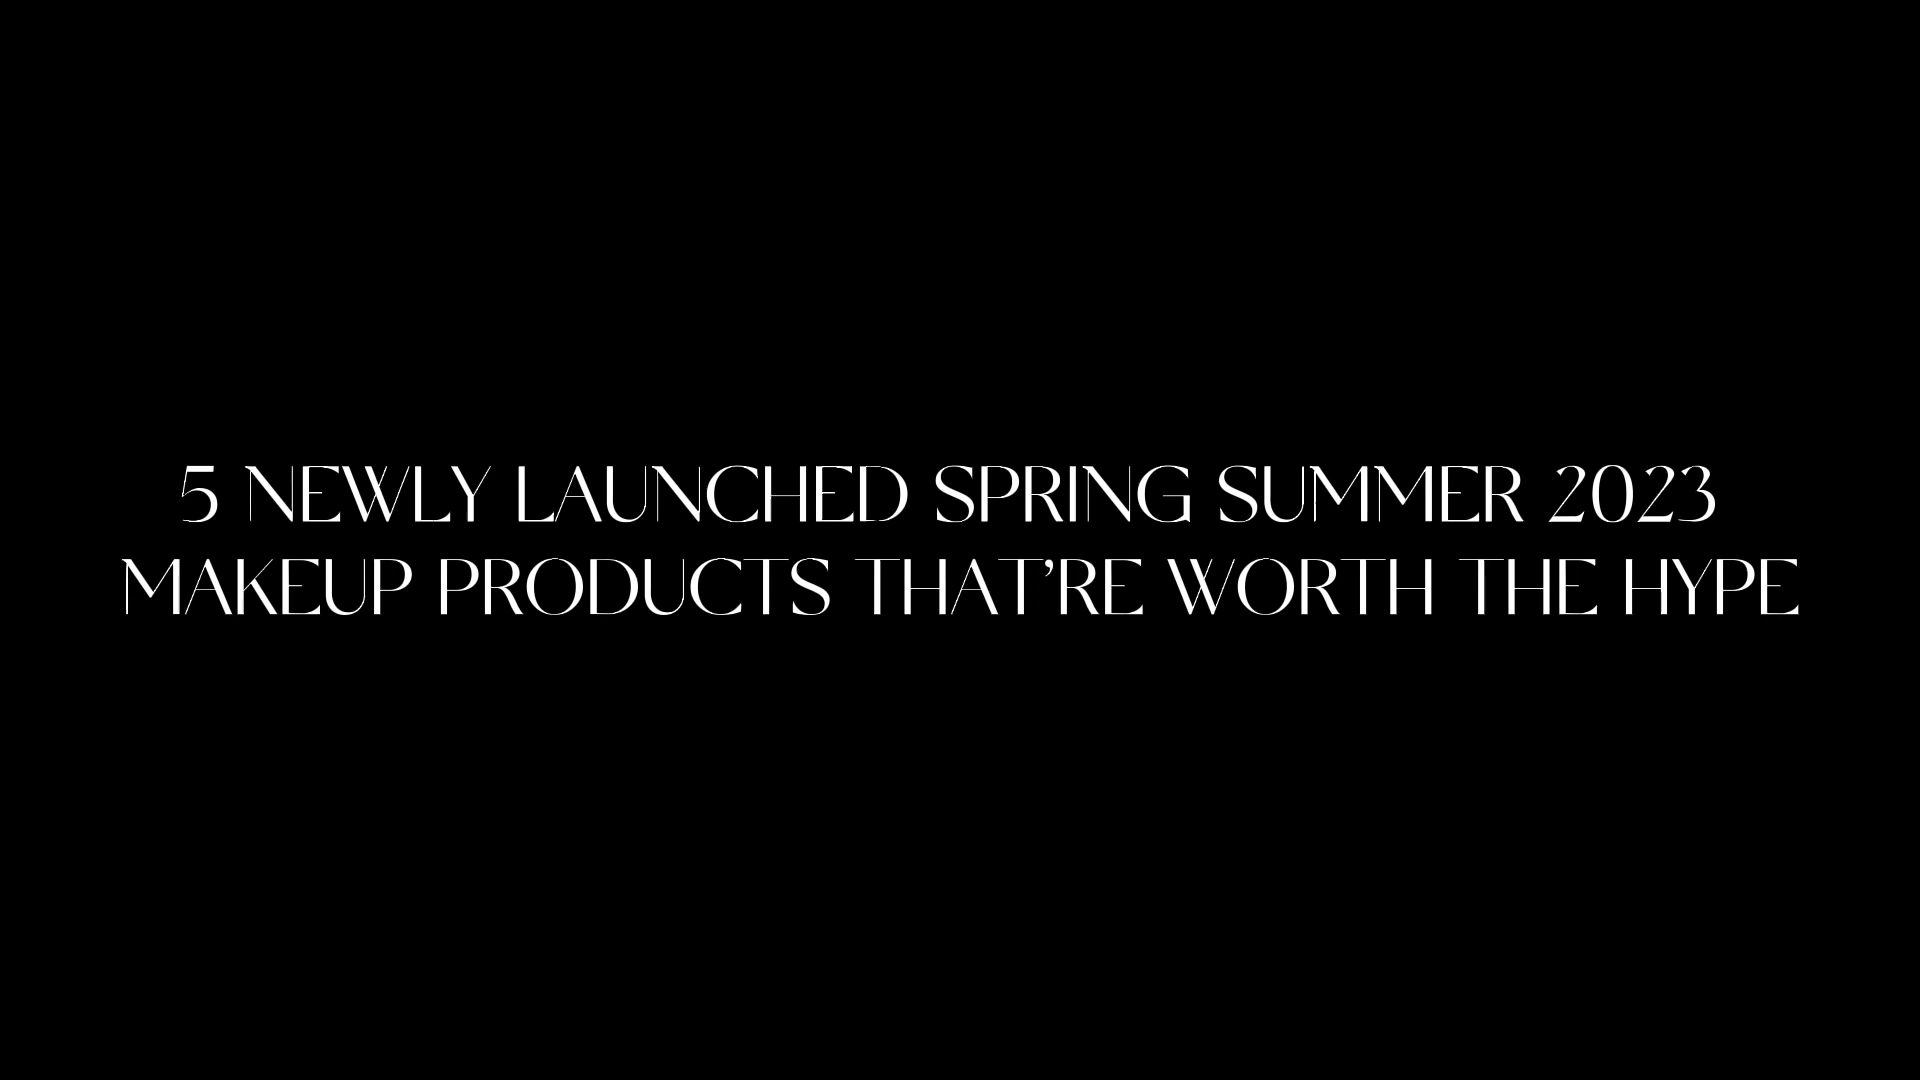 5 NEWLY LAUNCHED SPRING SUMMER 2023
MAKEUP PRODUCTS THAT’RE WORTH THE HYPE